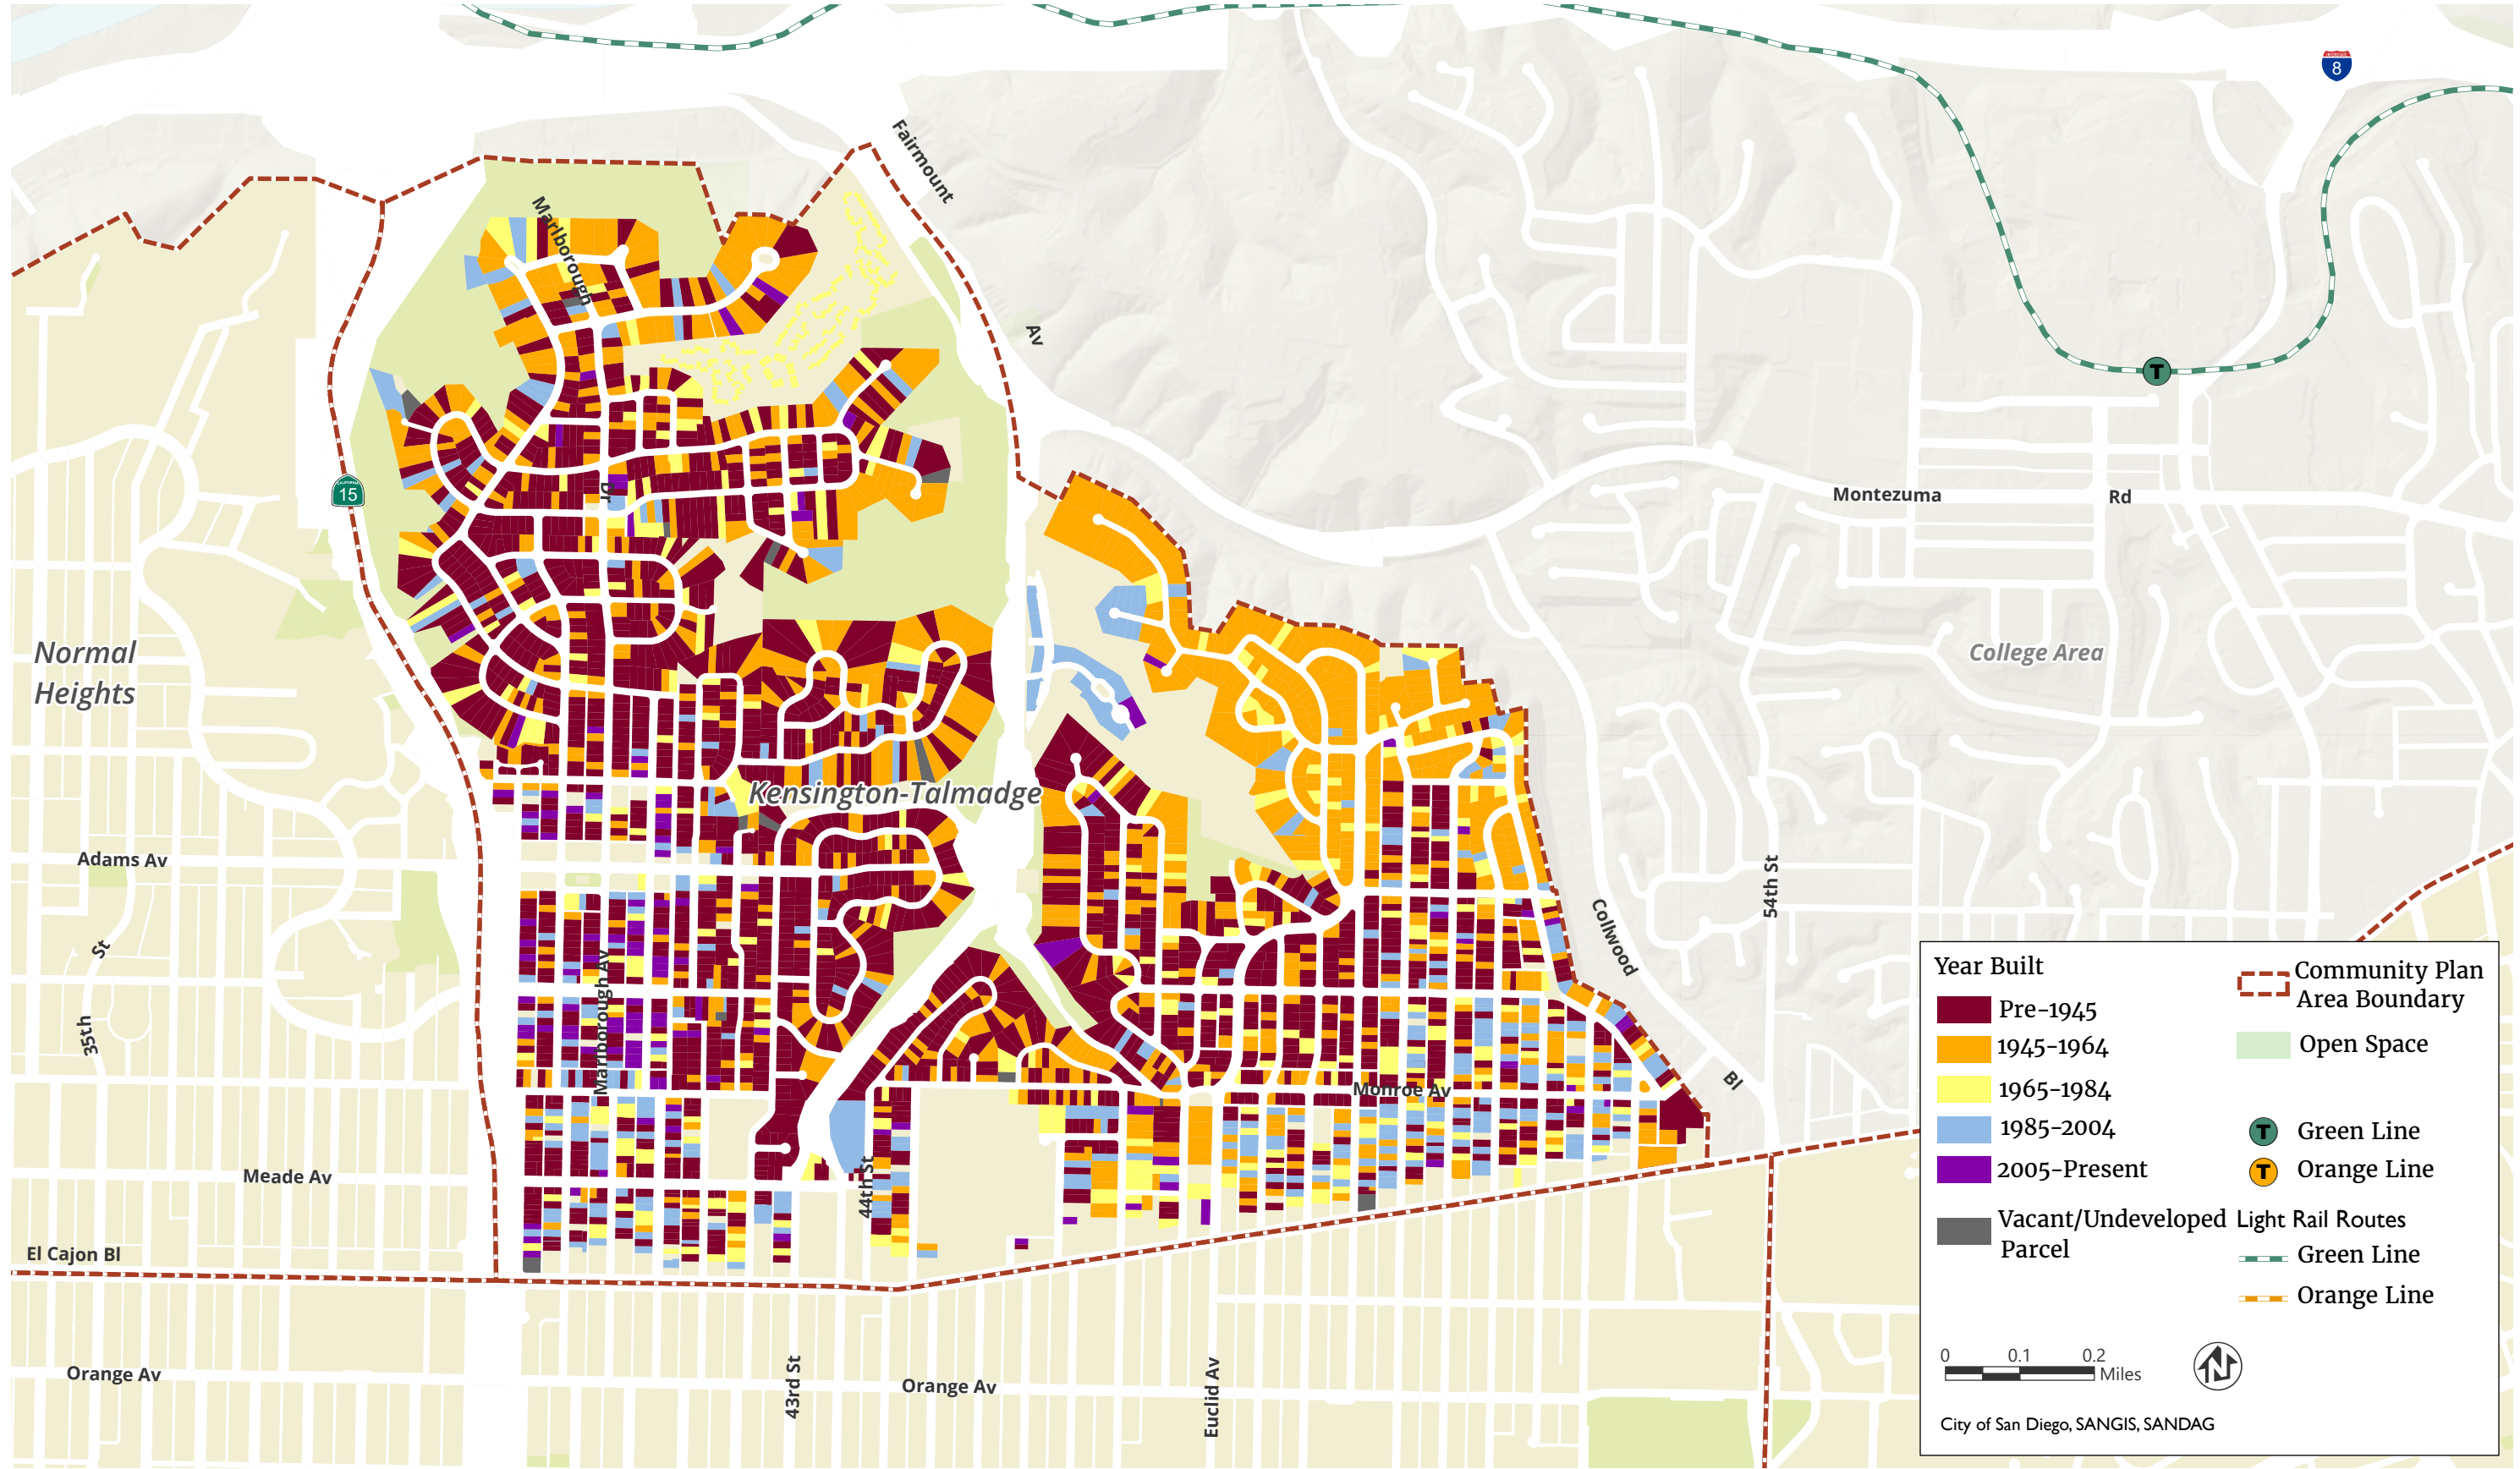 INTERSTATE
8
Fairmount
Av
Marlborough
Dr
CALIFORNIA
15
T
Montezuma
Rd
Normal
Heights
College Area
Kensington-Talmadge
Adams Av
35th
St
Marlborough Av
54th St
Collwood
Bl
Monroe Av
Meade Av
44th St
El Cajon Bl
Orange Av
43rd St
Orange Av
Euclid Av
Year Built
Pre-1945
1945-1964
1965-1984
1985-2004
2005-Present
Vacant/Undeveloped
Parcel
Community Plan
Area Boundary
Open Space
T Green Line
T Orange Line
Light Rail Routes
Green Line
Orange Line
0 0.1 0.2
Miles
N
City of San Diego, SANGIS, SANDAG